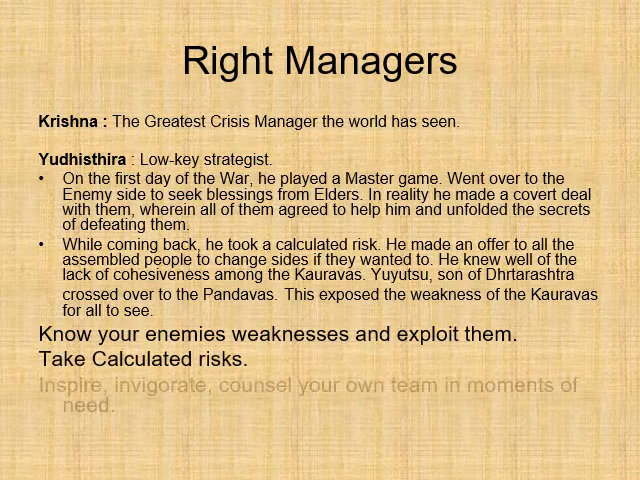 Right Managers
Krishna : The Greatest Crisis Manager the world has seen.
Yudhisthira : Low-key strategist.
• On the first day of the War, he played a Master game. Went over to the
Enemy side to seek blessings from Elders. In reality he made a covert deal
with them, wherein all of them agreed to help him and unfolded the secrets
of defeating them.
• While coming back, he took a calculated risk. He made an offer to all the
assembled people to change sides if they wanted to. He knew well of the
lack of cohesiveness among the Kauravas. Yuyutsu, son of Dhrtarashtra
crossed over to the Pandavas. This exposed the weakness of the Kauravas
for all to see.
Know your enemies weaknesses and exploit them.
Take Calculated risks.
Inspire, invigorate, counsel your own team in moments of
need.